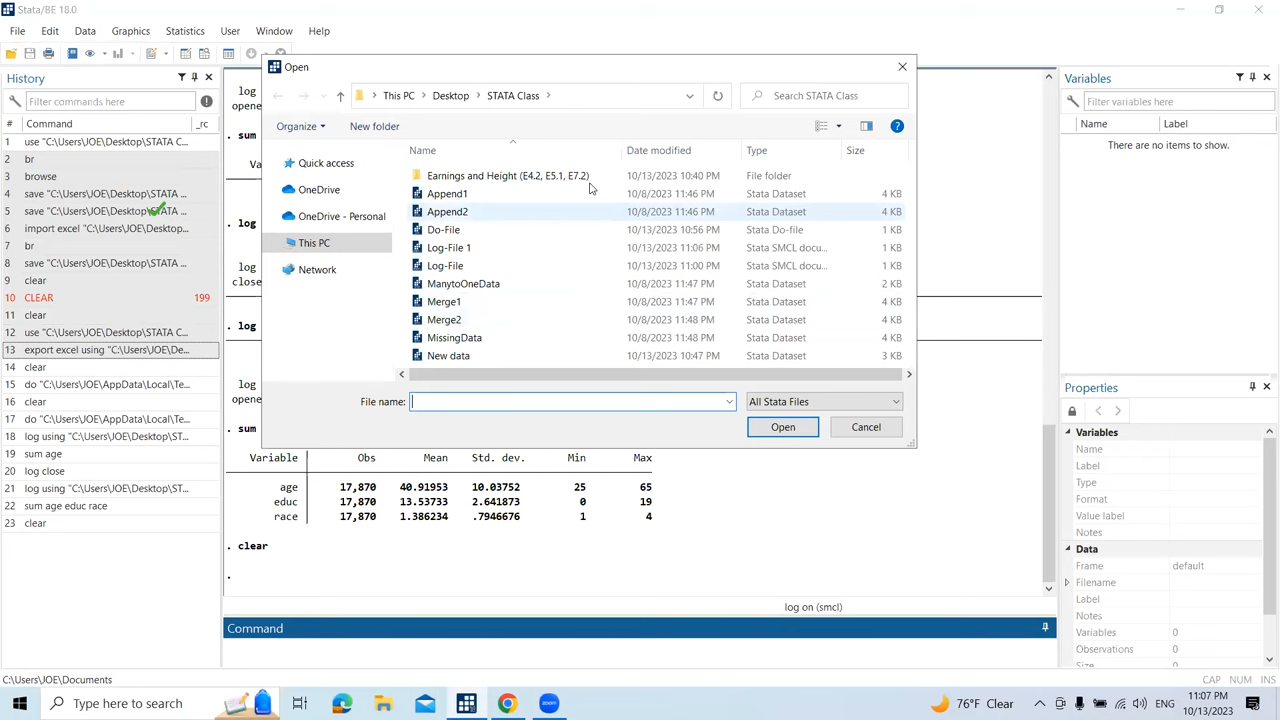 Stata/BE 18.0
File Edit Data Graphics Statistics User Window Help
History
Filter commands here
# Command _rc
1 use "C:\Users\JOE\Desktop\STATA C...
2 br
3 browse
4 save "C:\Users\JOE\Desktop\STATA ...
5 save "C:\Users\JOE\Desktop\STATA ...
6 import excel "C:\Users\JOE\Desktop...
7 br
8 save "C:\Users\JOE\Desktop\STATA ...
9 clear
10 CLEAR 199
11 clear
12 use "C:\Users\JOE\Desktop\STATA C...
13 export excel using "C:\Users\JOE\De...
14 clear
15 do "C:\Users\JOE\AppData\Local\Te...
16 clear
17 do "C:\Users\JOE\AppData\Local\Te...
18 log using "C:\Users\JOE\Desktop\ST...
19 sum age
20 log close
21 log using "C:\Users\JOE\Desktop\ST...
22 sum age educ race
23 clear
log
opene
. sum
Va
. log
log
close
. log
log
opene
. sum
Open
This PC > Desktop > STATA Class >
Search STATA Class
Organize New folder
Quick access
OneDrive
OneDrive - Personal
This PC
Network
Name Date modified Type Size
Earnings and Height (E4.2, E5.1, E7.2) 10/13/2023 10:40 PM File folder
Append1 10/8/2023 11:46 PM Stata Dataset 4 KB
Append2 10/8/2023 11:46 PM Stata Dataset 4 KB
Do-File 10/13/2023 10:56 PM Stata Do-file 1 KB
Log-File 1 10/13/2023 11:06 PM Stata SMCL docu... 1 KB
Log-File 10/13/2023 11:00 PM Stata SMCL docu... 1 KB
ManytoOneData 10/8/2023 11:47 PM Stata Dataset 2 KB
Merge1 10/8/2023 11:47 PM Stata Dataset 4 KB
Merge2 10/8/2023 11:48 PM Stata Dataset 4 KB
MissingData 10/8/2023 11:48 PM Stata Dataset 4 KB
New data 10/13/2023 10:47 PM Stata Dataset 3 KB
File name: All Stata Files
Open Cancel
Variable Obs Mean Std. dev. Min Max
age 17,870 40.91953 10.03752 25 65
educ 17,870 13.53733 2.641873 0 19
race 17,870 1.386234 .7946676 1 4
. clear
.
log on (smcl)
Command
Variables
Filter variables here
Name Label
There are no items to show.
Properties
Variables
Name
Label
Type
Format
Value label
Notes
Data
Frame default
Filename
Label
Notes
Variables 0
Observations 0
C:\Users\JOE\Documents
CAP NUM INS
Type here to search
zoom
76°F Clear
ENG
11:07 PM
10/13/2023